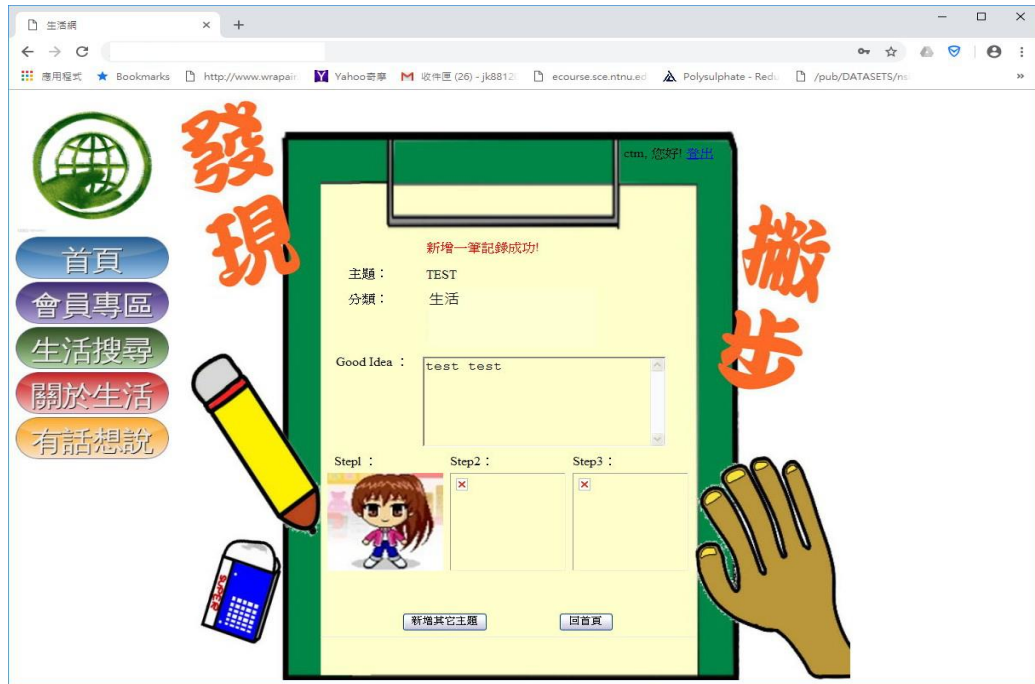 生活網
應用程式 Bookmarks http://www.wrapair Yahoo奇摩 收件匣 (26) - jk8812 ecourse.sce.ntnu.ed Polysulphate - Redu /pub/DATASETS/ns
發現
撇步
ctm, 您好! 登出
首頁
會員專區
生活搜尋
關於生活
有話想說
新增一筆記錄成功!
主題： TEST
分類： 生活
Good Idea ： test test
Step1 ： Step2： Step3：
SUPER
新增其它主題 回首頁